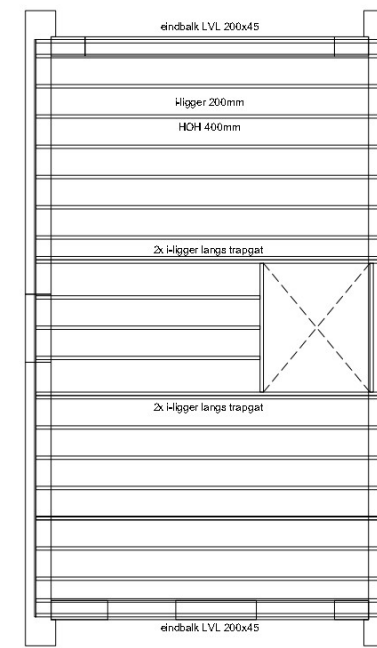 eindbalk LVL 200x45
I-ligger 200mm
HOH 400mm
2x i-ligger langs trapgat
2x i-ligger langs trapgat
eindbalk LVL 200x45